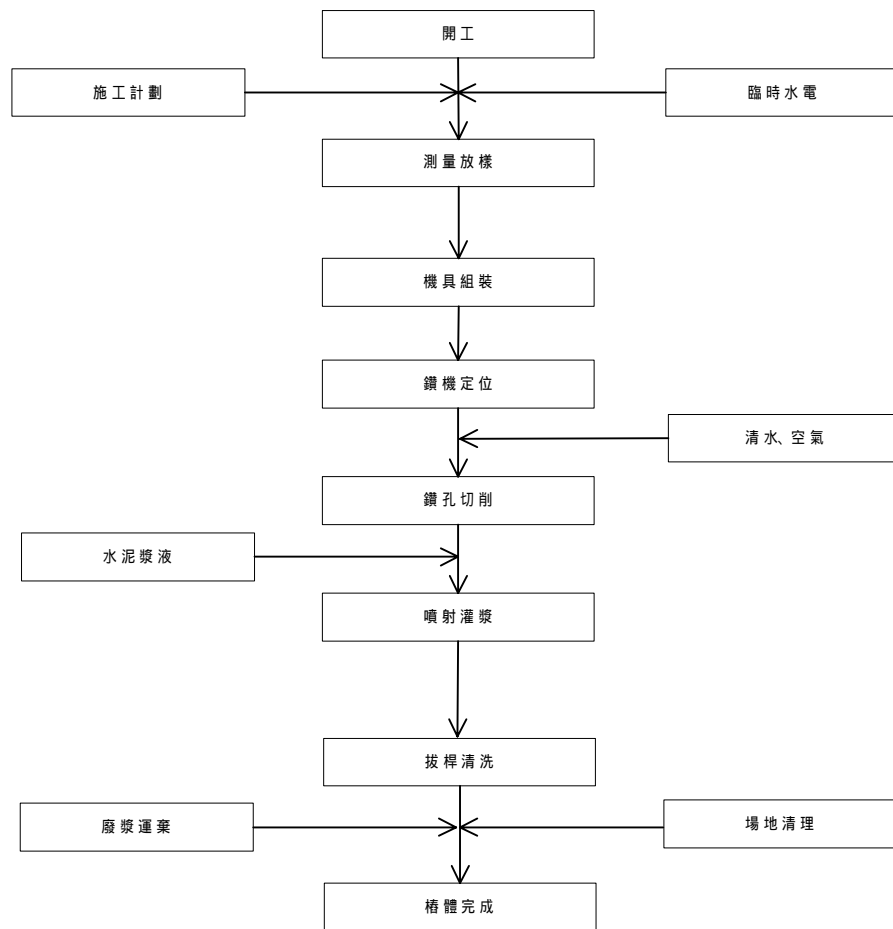 開工
施工計劃
臨時水電
測量放樣
機具組裝
鑽機定位
清水、空氣
鑽孔切削
水泥漿液
噴射灌漿
拔桿清洗
廢漿運棄
場地清理
樁體完成